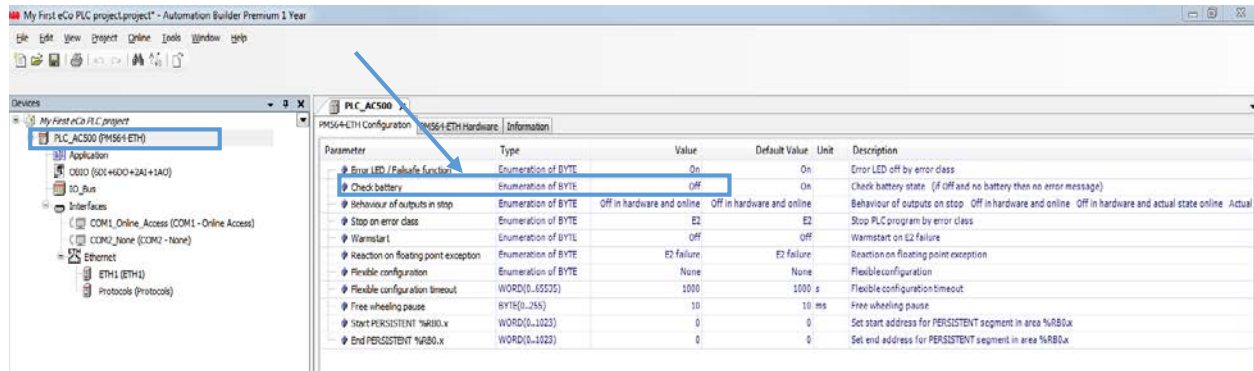 My First eCo PLC project.project* - Automation Builder Premium 1 Year
File Edit View Project Online Tools Window Help
Devices
My First eCo PLC project
PLC_AC500 (PM564-ETH)
Application
OBIO (6DI+6DO+2AI+1AO)
IO_Bus
Interfaces
COM1_Online_Access (COM1 - Online Access)
COM2_None (COM2 - None)
Ethernet
ETH1 (ETH1)
Protocols (Protocols)
PLC_AC500 x
PM564-ETH Configuration PM564-ETH Hardware Information
Parameter Type Value Default Value Unit Description
Error LED / Failsafe function Enumeration of BYTE On On Error LED off by error class
Check battery Enumeration of BYTE Off On Check battery state (if Off and no battery then no error message)
Behaviour of outputs in stop Enumeration of BYTE Off in hardware and online Off in hardware and online Behaviour of outputs on stop Off in hardware and online Off in hardware and actual state online Actual
Stop on error class Enumeration of BYTE E2 E2 Stop PLC program by error class
Warmstart Enumeration of BYTE Off Off Warmstart on E2 failure
Reaction on floating point exception Enumeration of BYTE E2 failure E2 failure Reaction on floating point exception
Flexible configuration Enumeration of BYTE None None Flexible configuration
Flexible configuration timeout WORD(0..65535) 1000 1000 s Flexible configuration timeout
Free wheeling pause BYTE(0..255) 10 10 ms Free wheeling pause
Start PERSISTENT %RB0.x WORD(0..1023) 0 0 Set start address for PERSISTENT segment in area %RB0.x
End PERSISTENT %RB0.x WORD(0..1023) 0 0 Set end address for PERSISTENT segment in area %RB0.x